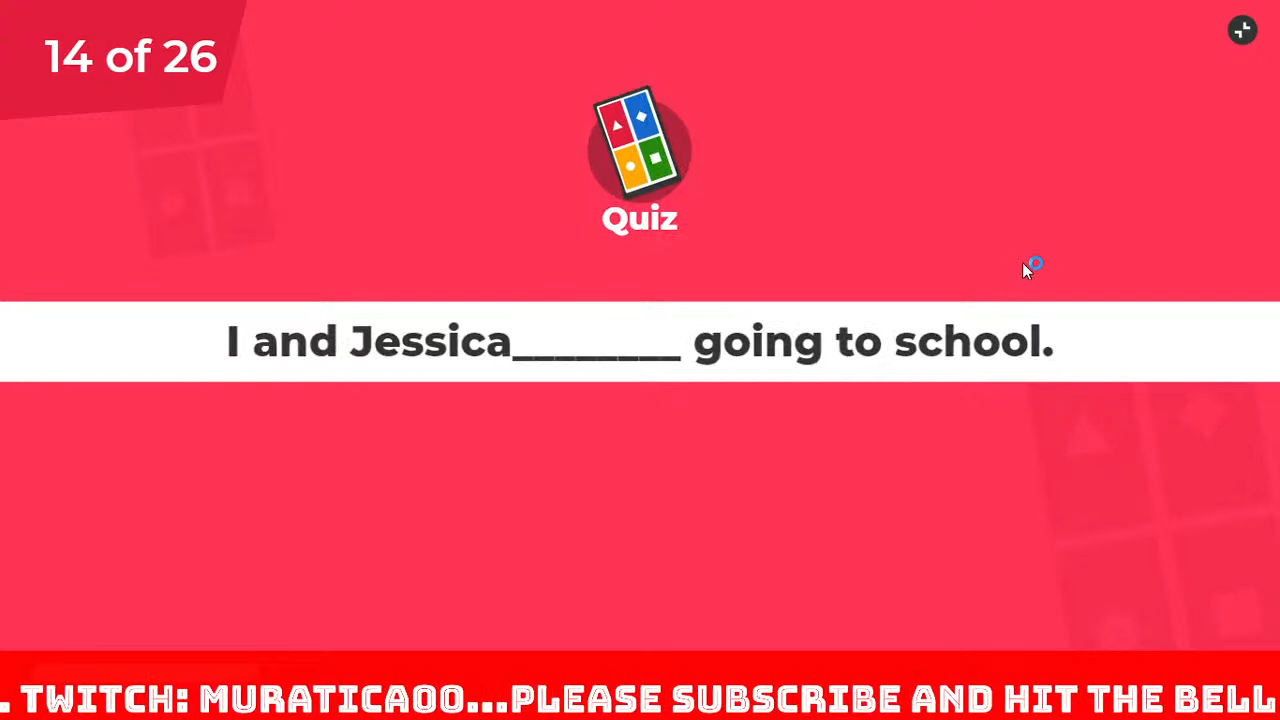 14 of 26
Quiz
I and Jessica________ going to school.
. TWITCH: MURATICA00...PLEASE SUBSCRIBE AND HIT THE BELL